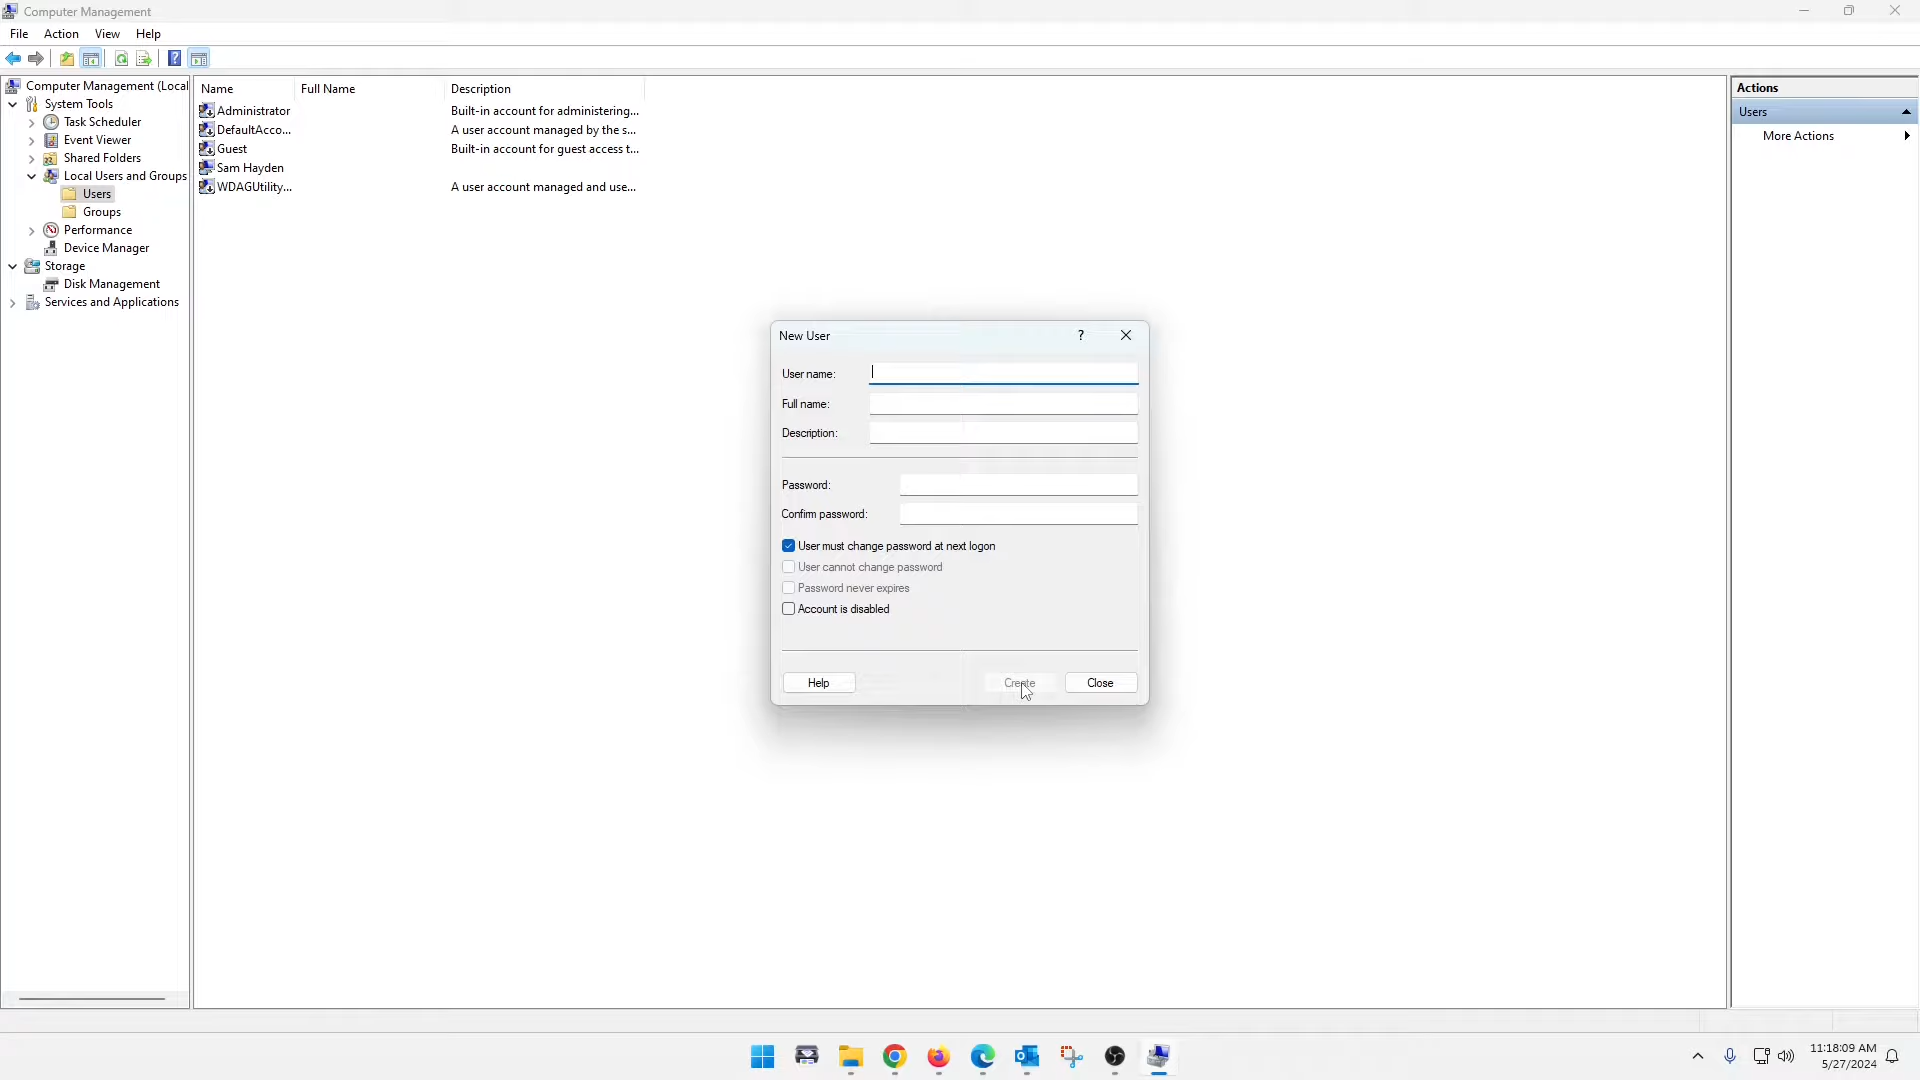 Computer Management
File Action View Help
Computer Management (Local
System Tools
Task Scheduler
Event Viewer
Shared Folders
Local Users and Groups
Users
Groups
Performance
Device Manager
Storage
Disk Management
Services and Applications
Name Full Name Description
Administrator Built-in account for administering...
DefaultAcco... A user account managed by the s...
Guest Built-in account for guest access t...
Sam Hayden
WDAGUtility... A user account managed and use...
Actions
Users
More Actions
New User ?
User name:
Full name:
Description:
Password:
Confirm password:
User must change password at next logon
User cannot change password
Password never expires
Account is disabled
Help Create Close
11:18:09 AM
5/27/2024